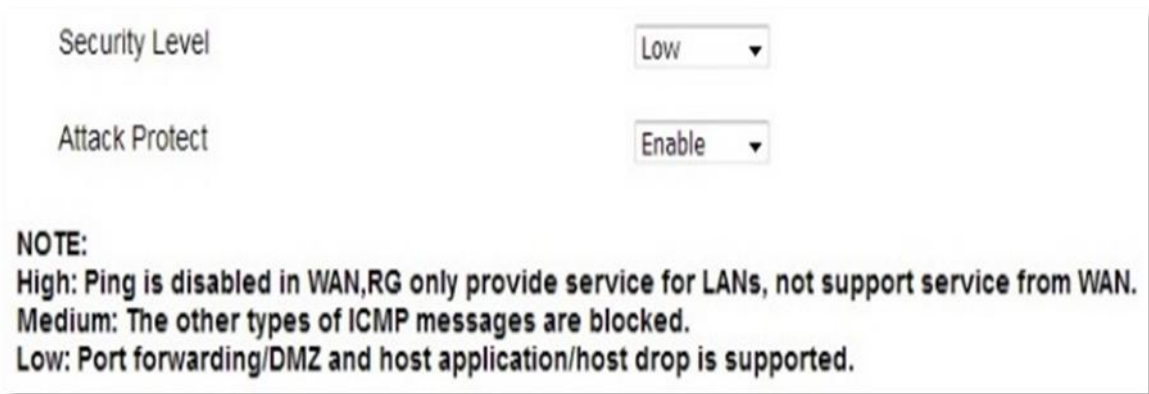 Security Level
Low
Attack Protect
Enable
NOTE:
High: Ping is disabled in WAN,RG only provide service for LANs, not support service from WAN.
Medium: The other types of ICMP messages are blocked.
Low: Port forwarding/DMZ and host application/host drop is supported.